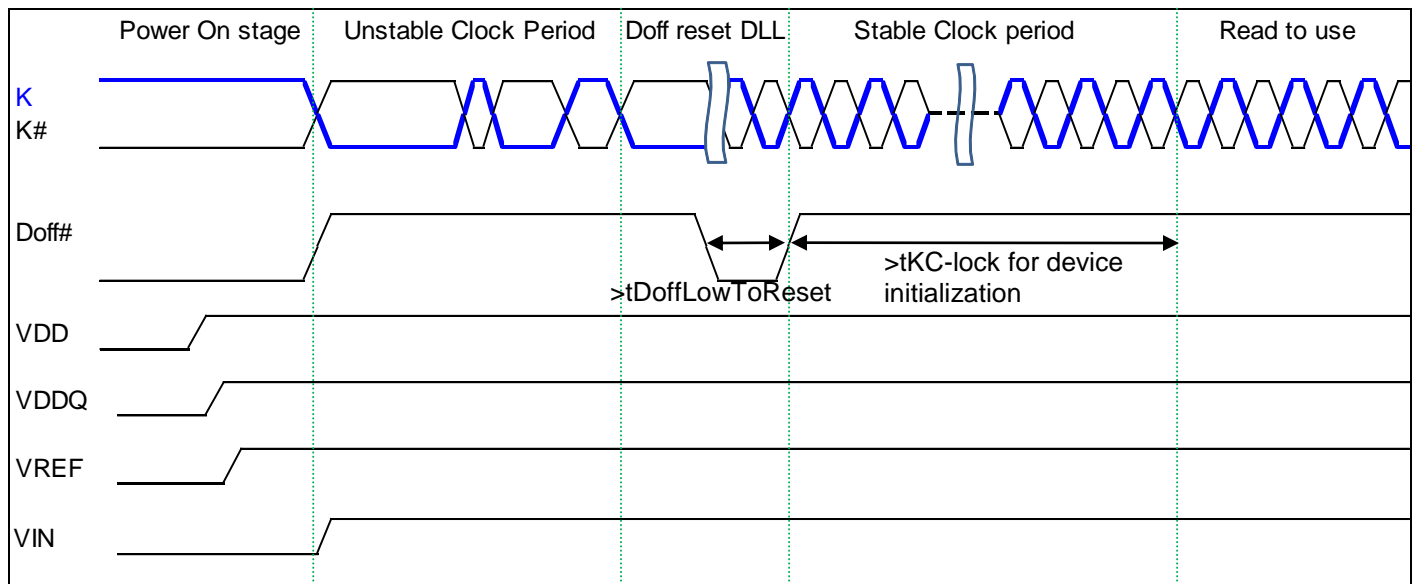 Power On stage
Unstable Clock Period
Doff reset DLL
Stable Clock period
Read to use
K
K#
Doff#
>tDoffLowToReset
>tKC-lock for device
initialization
VDD
VDDQ
VREF
VIN